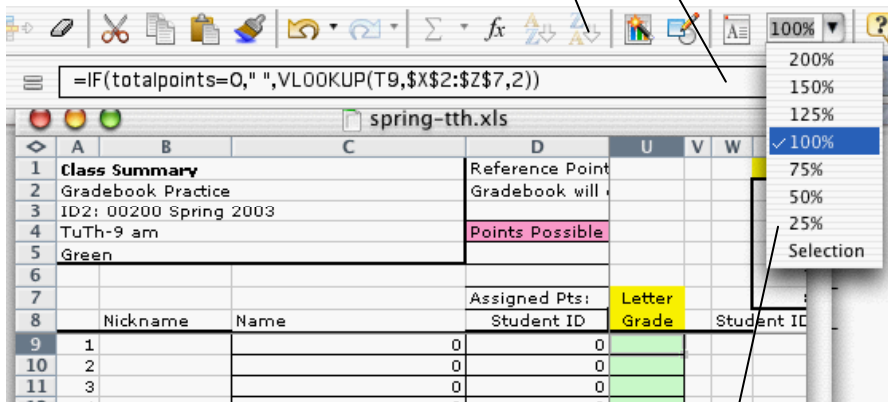 Σ fx A Z Z A A 100% ?
200%
=IF(totalpoints=0," ",VLOOKUP(T9,$X$2:$Z$7,2))
150%
125%
spring-tth.xls
✓100%
A B C D U V W
75%
1 Class Summary Reference Point
50%
2 Gradebook Practice Gradebook will
3 ID2: 00200 Spring 2003
25%
4 TuTh-9 am Points Possible
Selection
5 Green
6
7 Assigned Pts: Letter
8 Nickname Name Student ID Grade Student ID
9 1 0 0
10 2 0 0
11 3 0 0